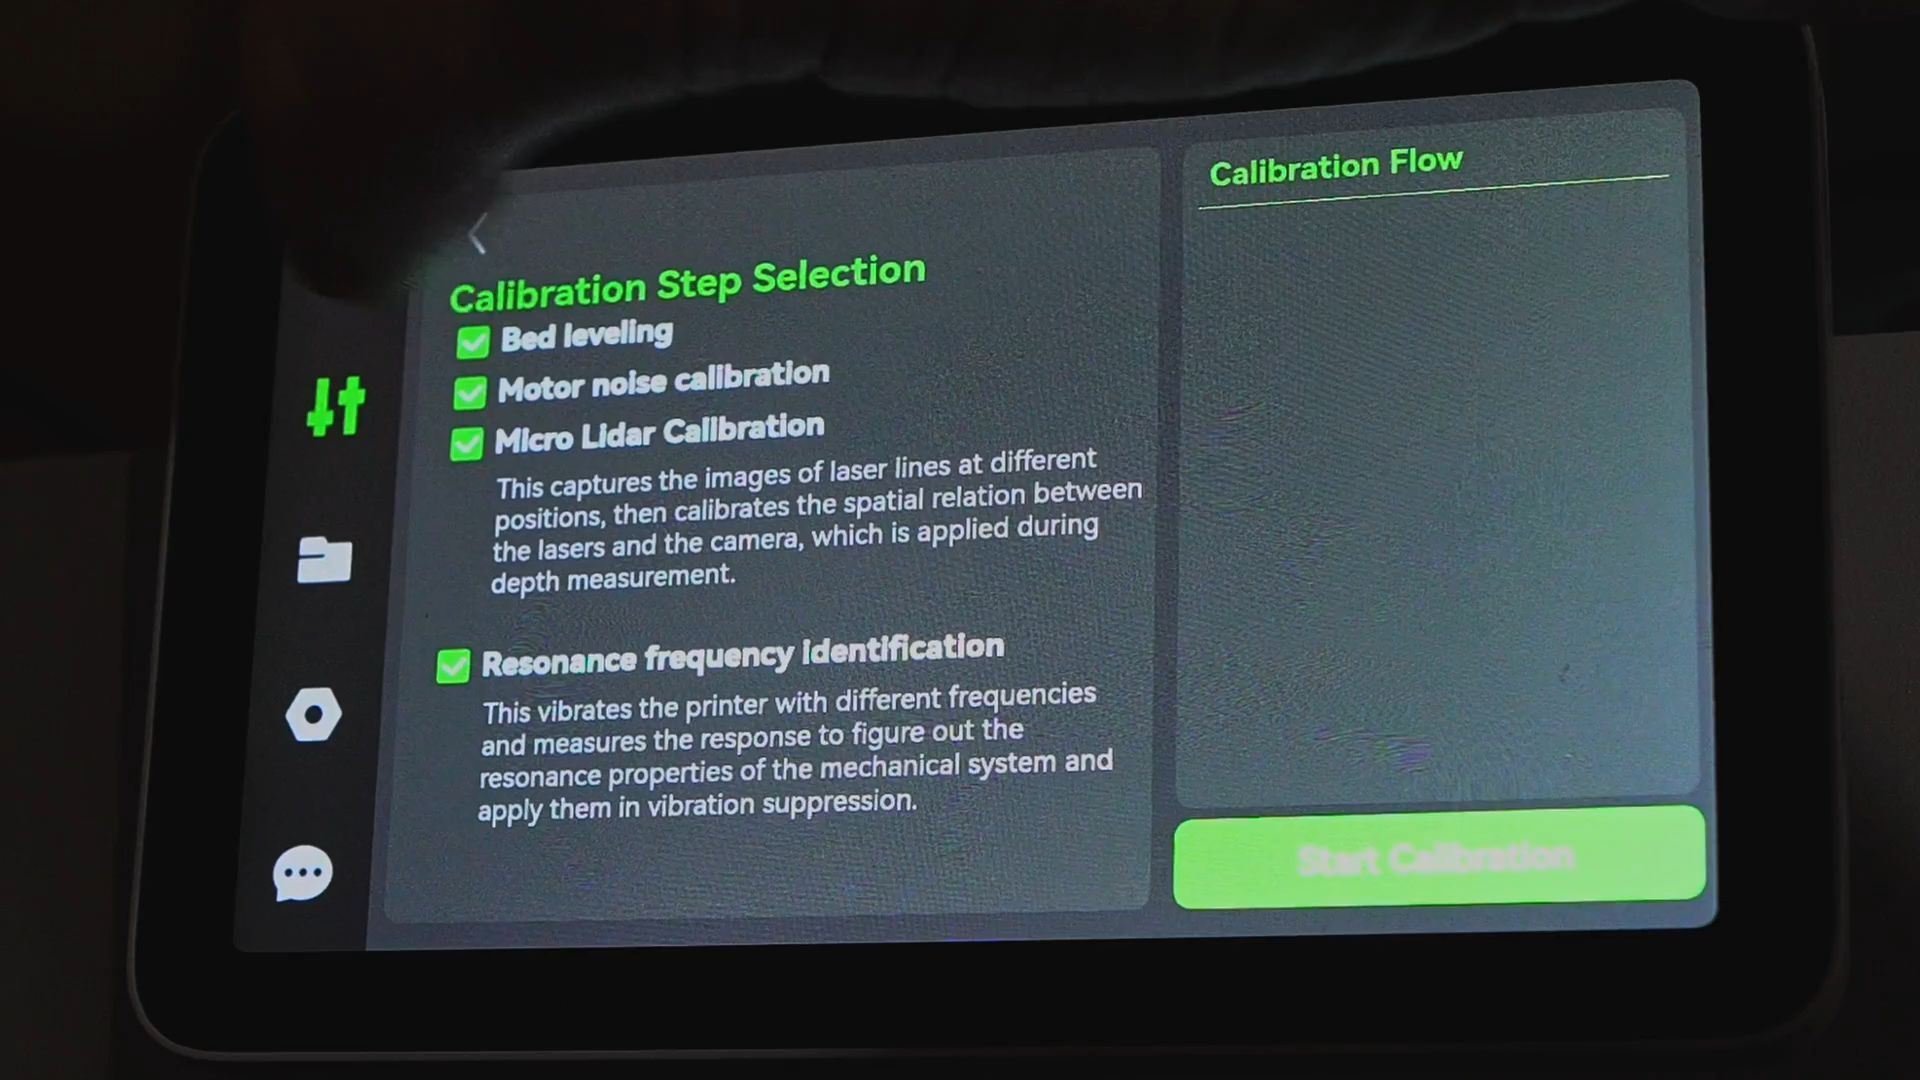 Calibration Flow
Calibration Step Selection
Bed leveling
Motor noise calibration
Micro Lidar Calibration
This captures the images of laser lines at different
positions, then calibrates the spatial relation between
the lasers and the camera, which is applied during
depth measurement.
Resonance frequency identification
This vibrates the printer with different frequencies
and measures the response to figure out the
resonance properties of the mechanical system and
apply them in vibration suppression.
Start Calibration